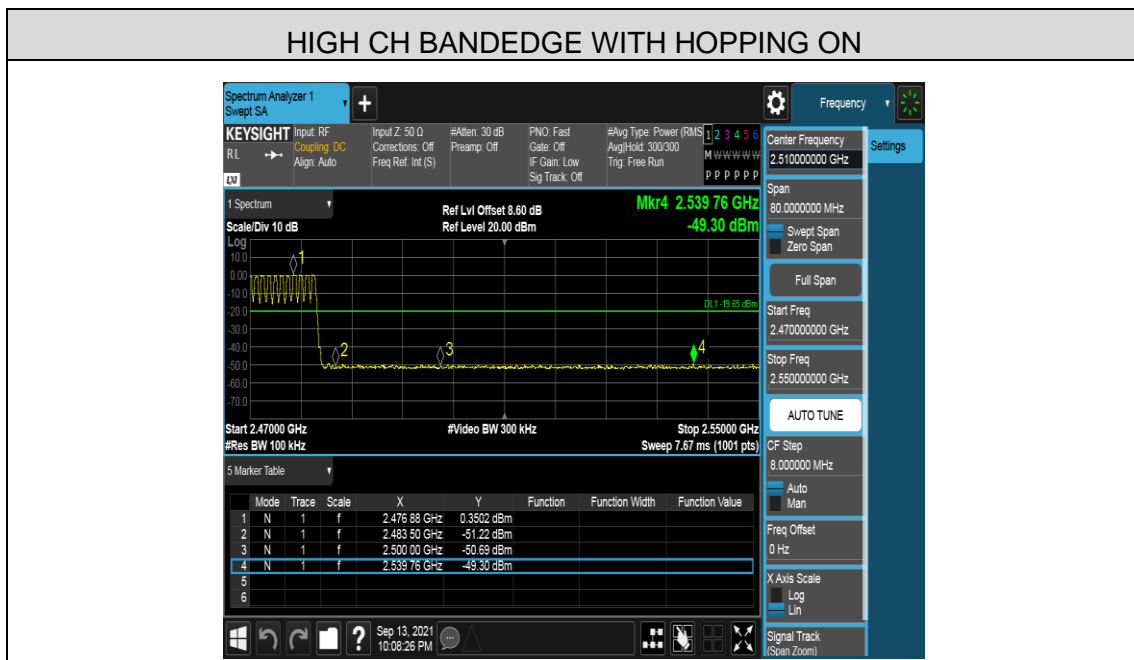 HIGH CH BANDEDGE WITH HOPPING ON
Spectrum Analyzer 1
Swept SA
Frequency
KEYSIGHT
RL
LXI
Input: RF
Coupling: DC
Align: Auto
Input Z: 50 Ω
Corrections: Off
Freq Ref: Int (S)
#Atten: 30 dB
Preamp: Off
PNO: Fast
Gate: Off
IF Gain: Low
Sig Track: Off
#Avg Type: Power (RMS
Avg|Hold: 300/300
Trig: Free Run
1 2 3 4 5 6
M W W W W W
P P P P P P
1 Spectrum
Scale/Div 10 dB
Ref Lvl Offset 8.60 dB
Ref Level 20.00 dBm
Mkr4 2.539 76 GHz
-49.30 dBm
Log
10.0
0.00
-10.0
-20.0
-30.0
-40.0
-50.0
-60.0
-70.0
1
2
3
4
DL1 -19.65 dBm
Start 2.47000 GHz
#Res BW 100 kHz
#Video BW 300 kHz
Stop 2.55000 GHz
Sweep 7.67 ms (1001 pts)
5 Marker Table
Mode Trace Scale X Y Function Function Width Function Value
1 N 1 f 2.476 88 GHz 0.3502 dBm
2 N 1 f 2.483 50 GHz -51.22 dBm
3 N 1 f 2.500 00 GHz -50.69 dBm
4 N 1 f 2.539 76 GHz -49.30 dBm
5
6
Sep 13, 2021
10:08:26 PM
Center Frequency
2.510000000 GHz
Settings
Span
80.0000000 MHz
Swept Span
Zero Span
Full Span
Start Freq
2.470000000 GHz
Stop Freq
2.550000000 GHz
AUTO TUNE
CF Step
8.000000 MHz
Auto
Man
Freq Offset
0 Hz
X Axis Scale
Log
Lin
Signal Track
(Span Zoom)